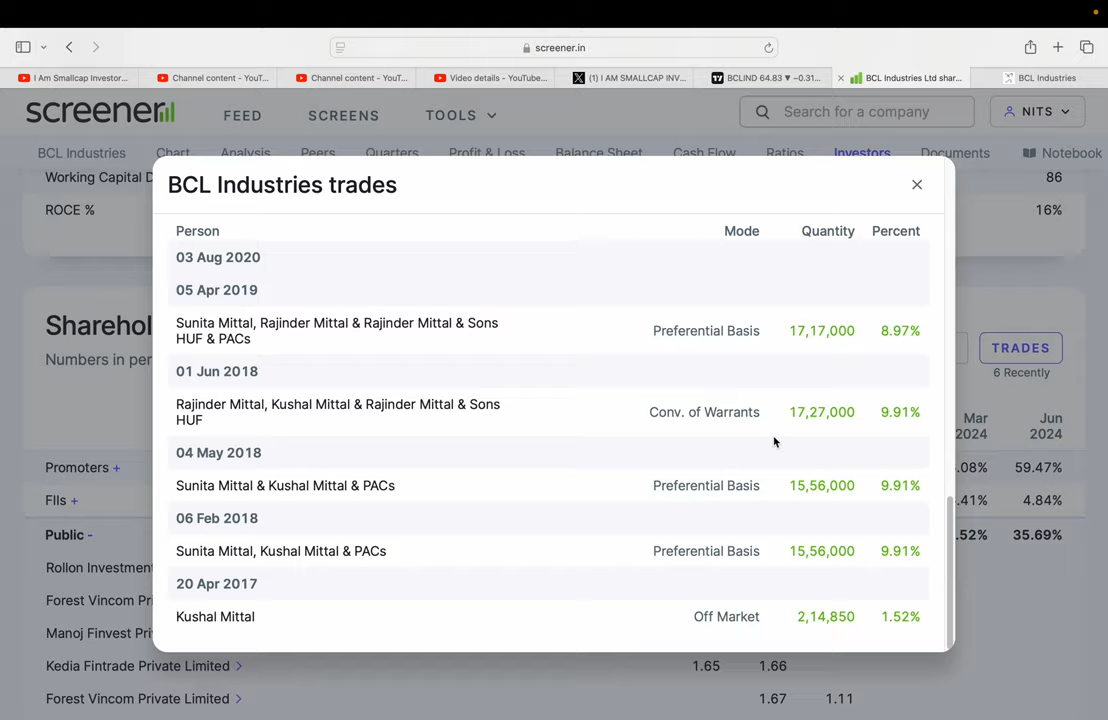 screener.in
I Am Smallcap Investor...
Channel content - YouT...
Channel content - YouT...
Video details - YouTube...
(1) I AM SMALLCAP INV...
BCLIND 64.83 ▼ −0.31...
BCL Industries Ltd shar...
BCL Industries
screener
FEED
SCREENS
TOOLS
Search for a company
NITS
BCL Industries
Chart
Analysis
Peers
Quarters
Profit & Loss
Balance Sheet
Cash Flow
Ratios
Investors
Documents
Notebook
Working Capital D
86
ROCE %
16%
BCL Industries trades
Person Mode Quantity Percent
03 Aug 2020
05 Apr 2019
Sunita Mittal, Rajinder Mittal & Rajinder Mittal & Sons
HUF & PACs
Preferential Basis 17,17,000 8.97%
01 Jun 2018
Rajinder Mittal, Kushal Mittal & Rajinder Mittal & Sons
HUF
Conv. of Warrants 17,27,000 9.91%
04 May 2018
Sunita Mittal & Kushal Mittal & PACs Preferential Basis 15,56,000 9.91%
06 Feb 2018
Sunita Mittal, Kushal Mittal & PACs Preferential Basis 15,56,000 9.91%
20 Apr 2017
Kushal Mittal Off Market 2,14,850 1.52%
Sharehol
Numbers in per
TRADES
6 Recently
Mar
2024
Jun
2024
Promoters +
.08% 59.47%
FIIs +
.41% 4.84%
Public -
.52% 35.69%
Rollon Investment
Forest Vincom Pri
Manoj Finvest Pri
Kedia Fintrade Private Limited 1.65 1.66
Forest Vincom Private Limited 1.67 1.11